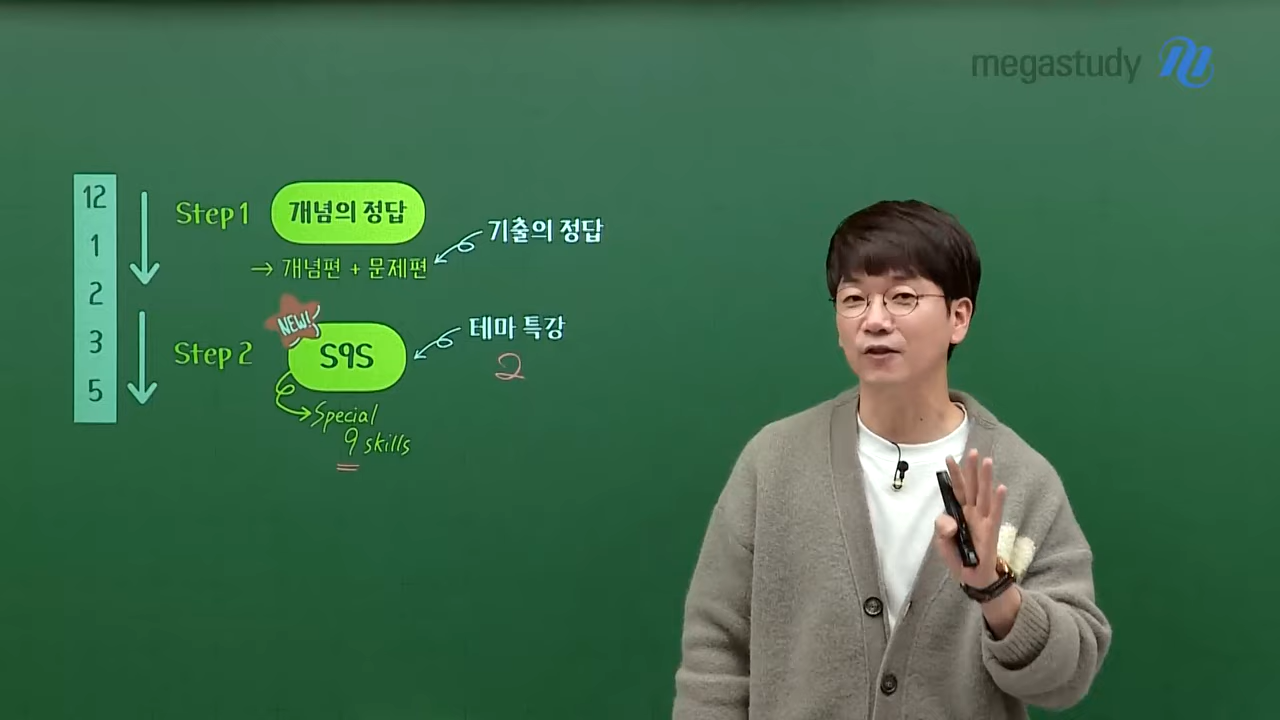 megastudy
12
1
2
3
5
Step 1 개념의 정답
기출의 정답
→ 개념편 + 문제편
NEW!
Step 2 S9S
테마 특강
2
Special
9 skills